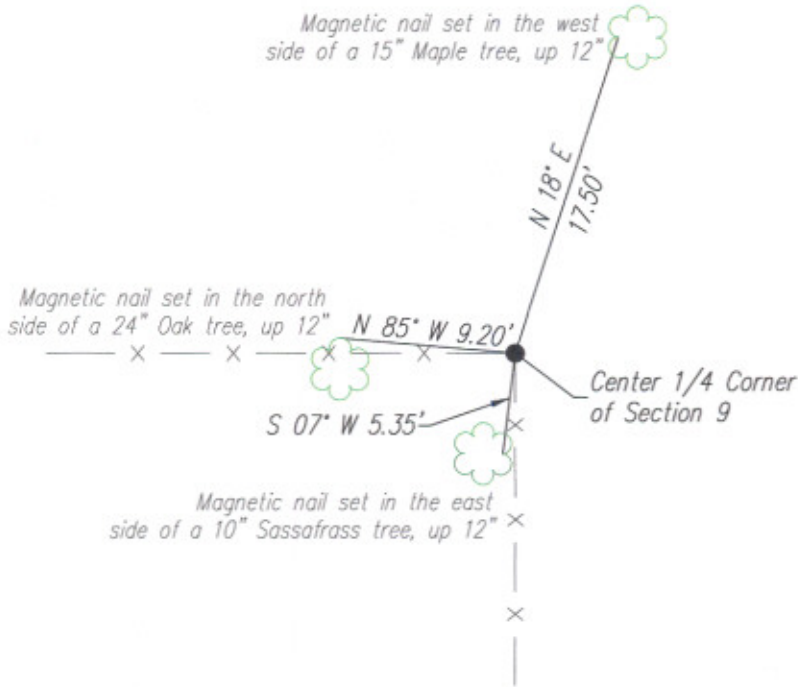 Magnetic nail set in the west
side of a 15" Maple tree, up 12"
N 18° E
17.50'
Magnetic nail set in the north
side of a 24" Oak tree, up 12"
N 85° W 9.20'
Center 1/4 Corner
of Section 9
S 07° W 5.35'
Magnetic nail set in the east
side of a 10" Sassafrass tree, up 12"